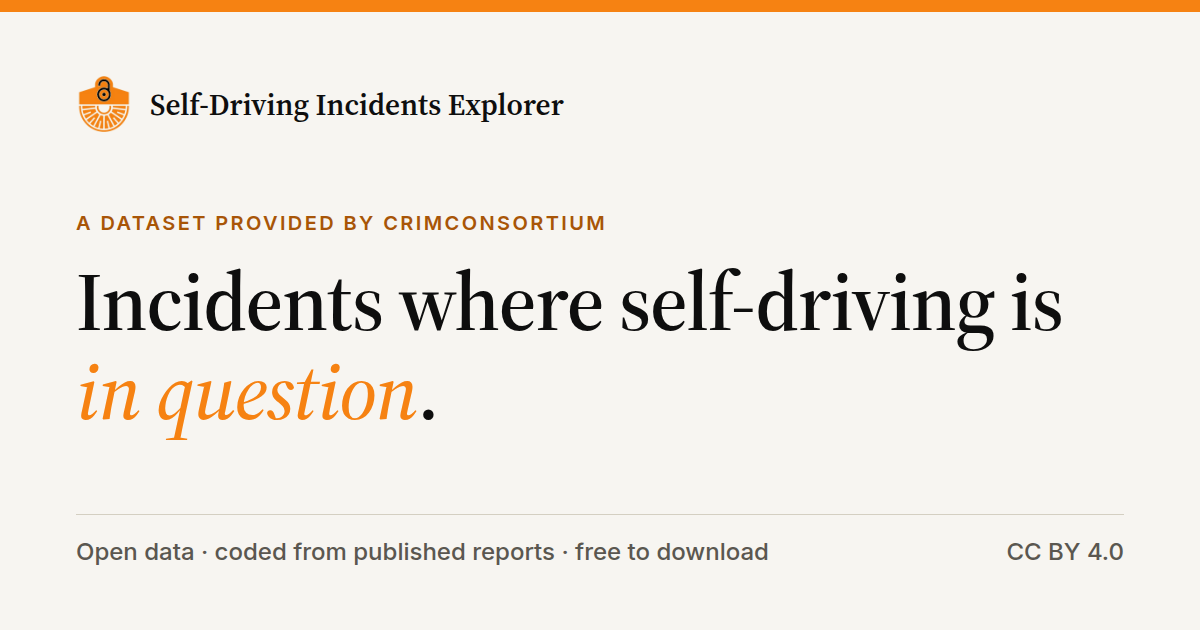 Self-Driving Incidents Explorer
A DATASET PROVIDED BY CRIMCONSORTIUM
Incidents where self-driving is
in question.
Open data · coded from published reports · free to download
CC BY 4.0